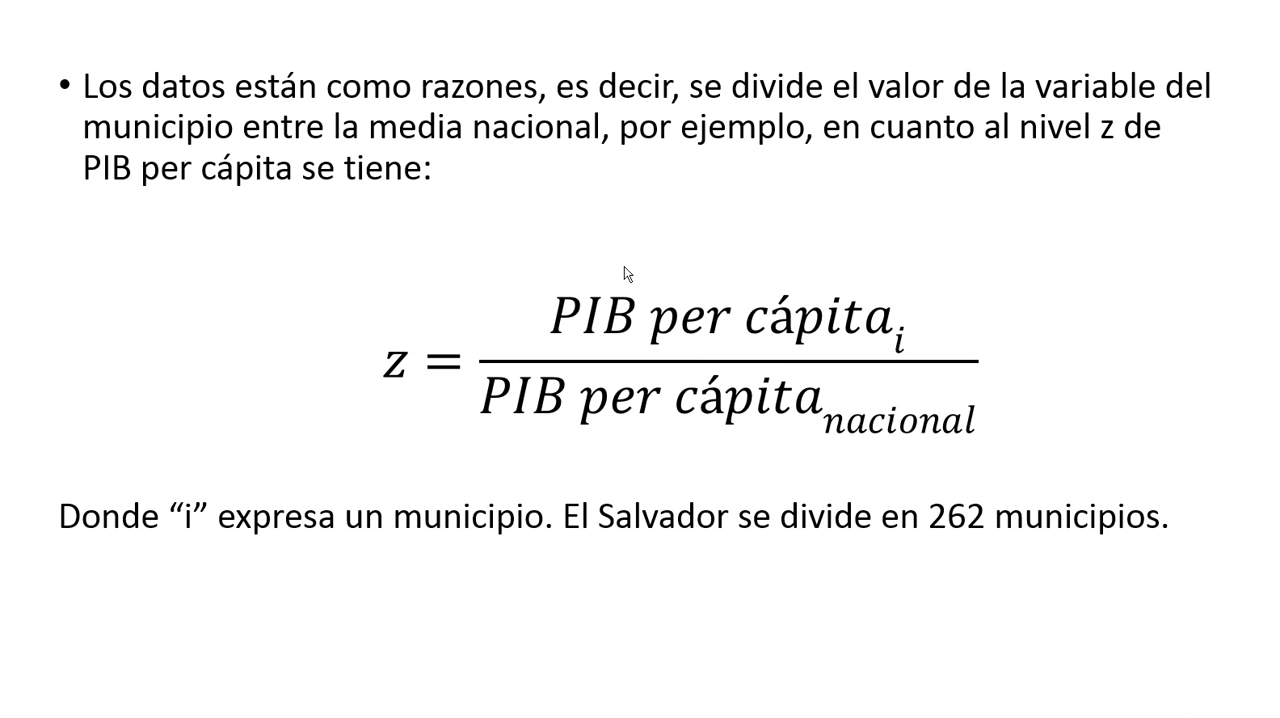 • Los datos están como razones, es decir, se divide el valor de la variable del
municipio entre la media nacional, por ejemplo, en cuanto al nivel z de
PIB per cápita se tiene:
z = PIB per cápita_i / PIB per cápita_nacional
Donde “i” expresa un municipio. El Salvador se divide en 262 municipios.